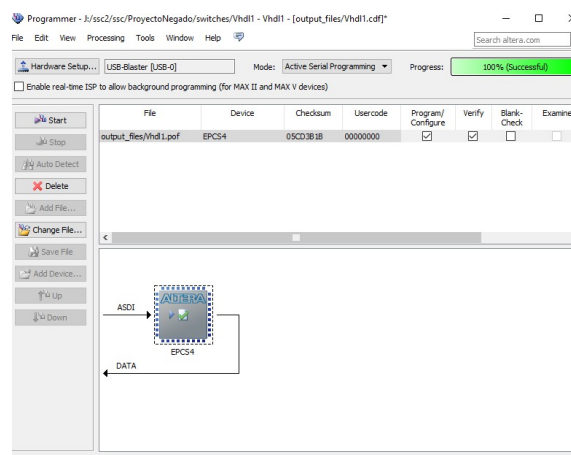 Programmer - J:/ssc2/ssc/ProyectoNegado/switches/Vhdl1 - Vhdl1 - [output_files/Vhdl1.cdf]*
File Edit View Processing Tools Window Help
Search altera.com
Hardware Setup... USB-Blaster [USB-0] Mode: Active Serial Programming Progress: 100% (Successful)
Enable real-time ISP to allow background programming (for MAX II and MAX V devices)
Start
Stop
Auto Detect
Delete
Add File...
Change File...
Save File
Add Device...
Up
Down
File Device Checksum Usercode Program/ Configure Verify Blank- Check Examine
output_files/Vhdl1.pof EPCS4 05CD3B1B 00000000
ASDI
ALTERA
EPCS4
DATA